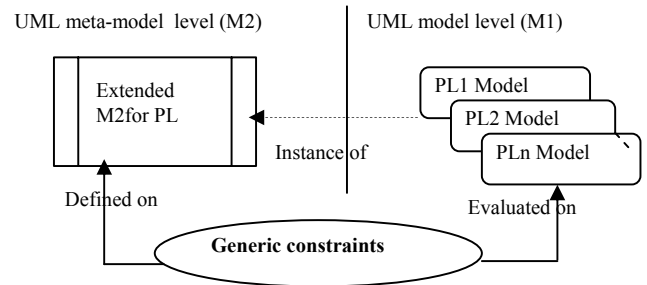 UML meta-model level (M2)
UML model level (M1)
Extended
M2for PL
PL1 Model
PL2 Model
PLn Model
Instance of
Defined on
Evaluated on
Generic constraints